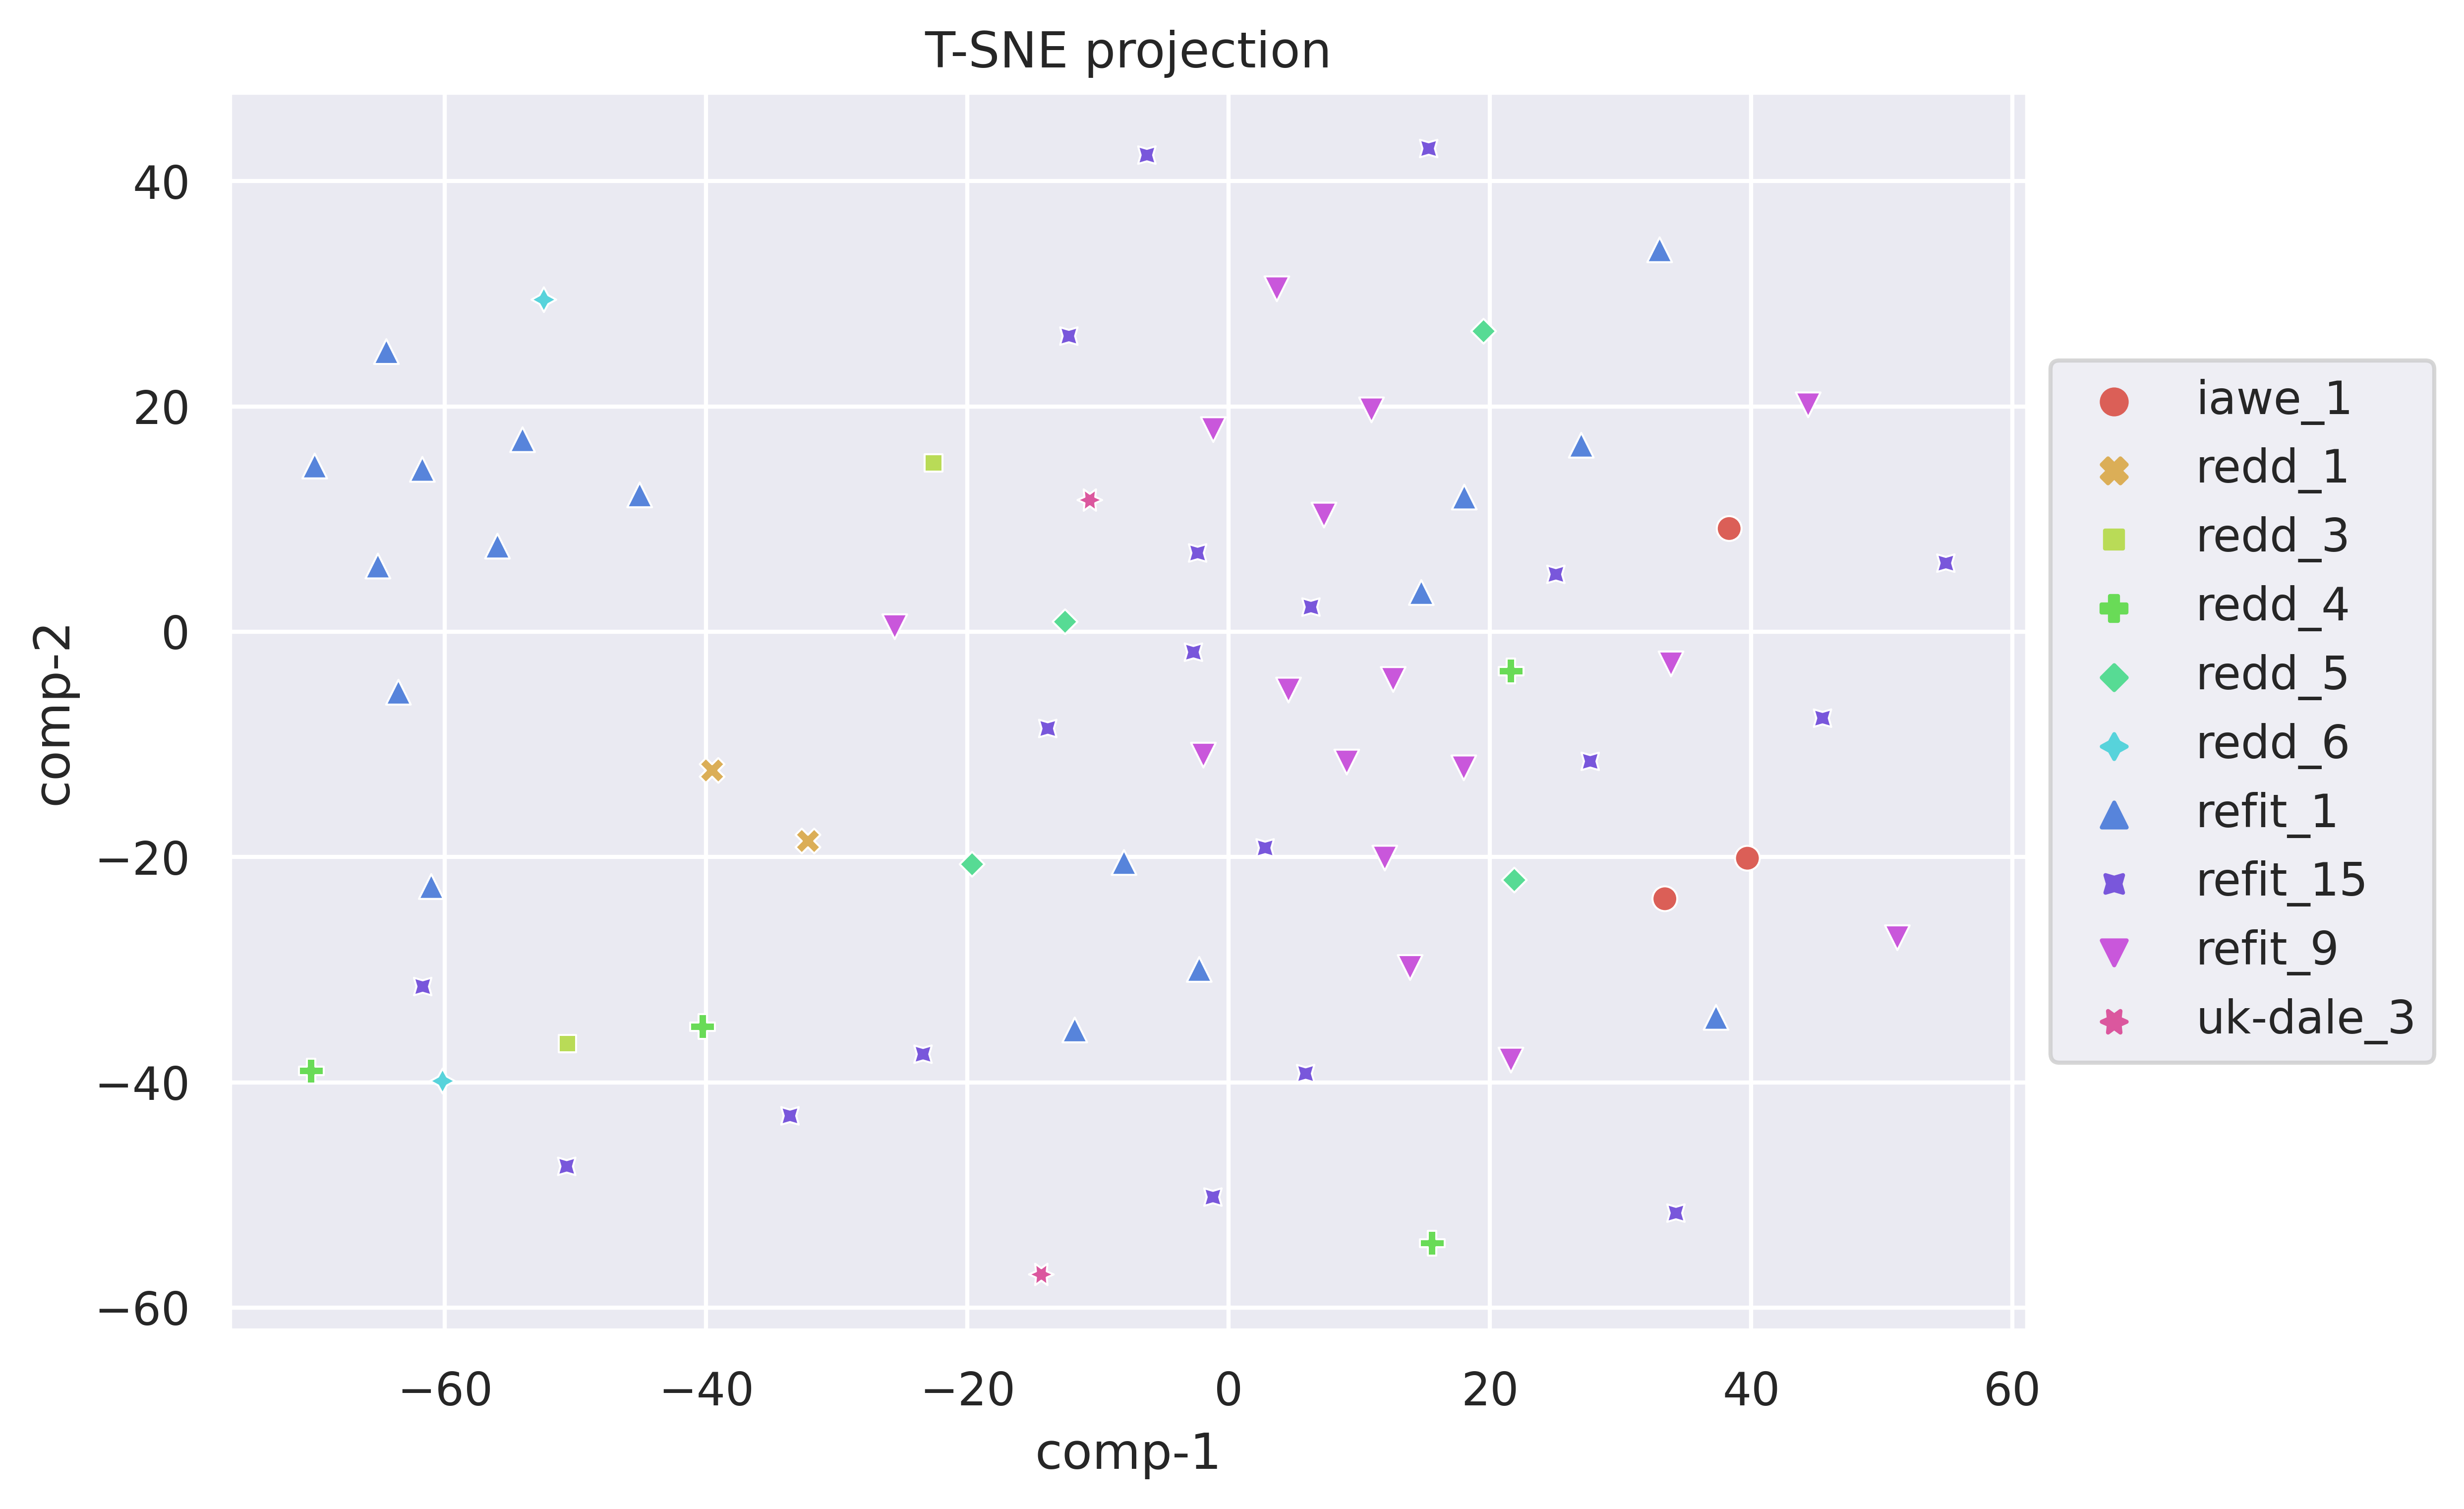 T-SNE projection
40
20
0
−20
−40
−60
comp-2
−60 −40 −20 0 20 40 60
comp-1
iawe_1
redd_1
redd_3
redd_4
redd_5
redd_6
refit_1
refit_15
refit_9
uk-dale_3